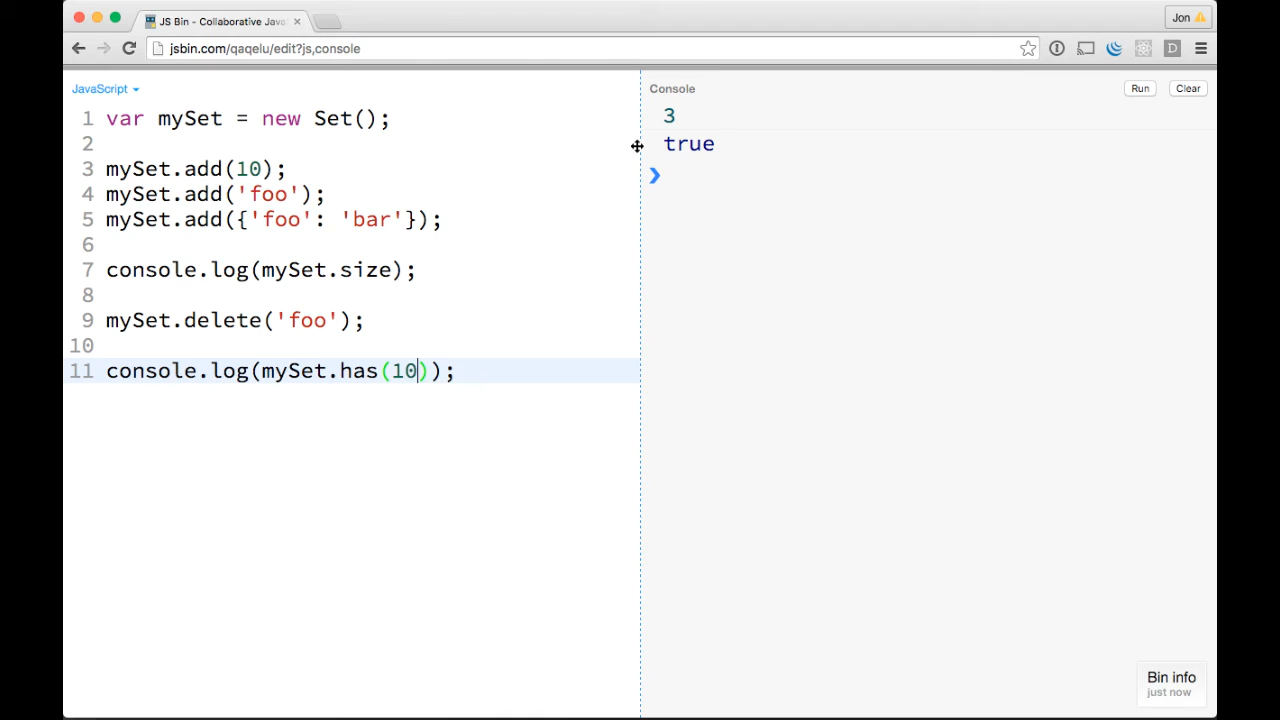 JS Bin - Collaborative Java
Jon
jsbin.com/qaqelu/edit?js,console
JavaScript
1 var mySet = new Set();
2
3 mySet.add(10);
4 mySet.add('foo');
5 mySet.add({'foo': 'bar'});
6
7 console.log(mySet.size);
8
9 mySet.delete('foo');
10
11 console.log(mySet.has(10));
Console
Run
Clear
3
true
Bin info
just now